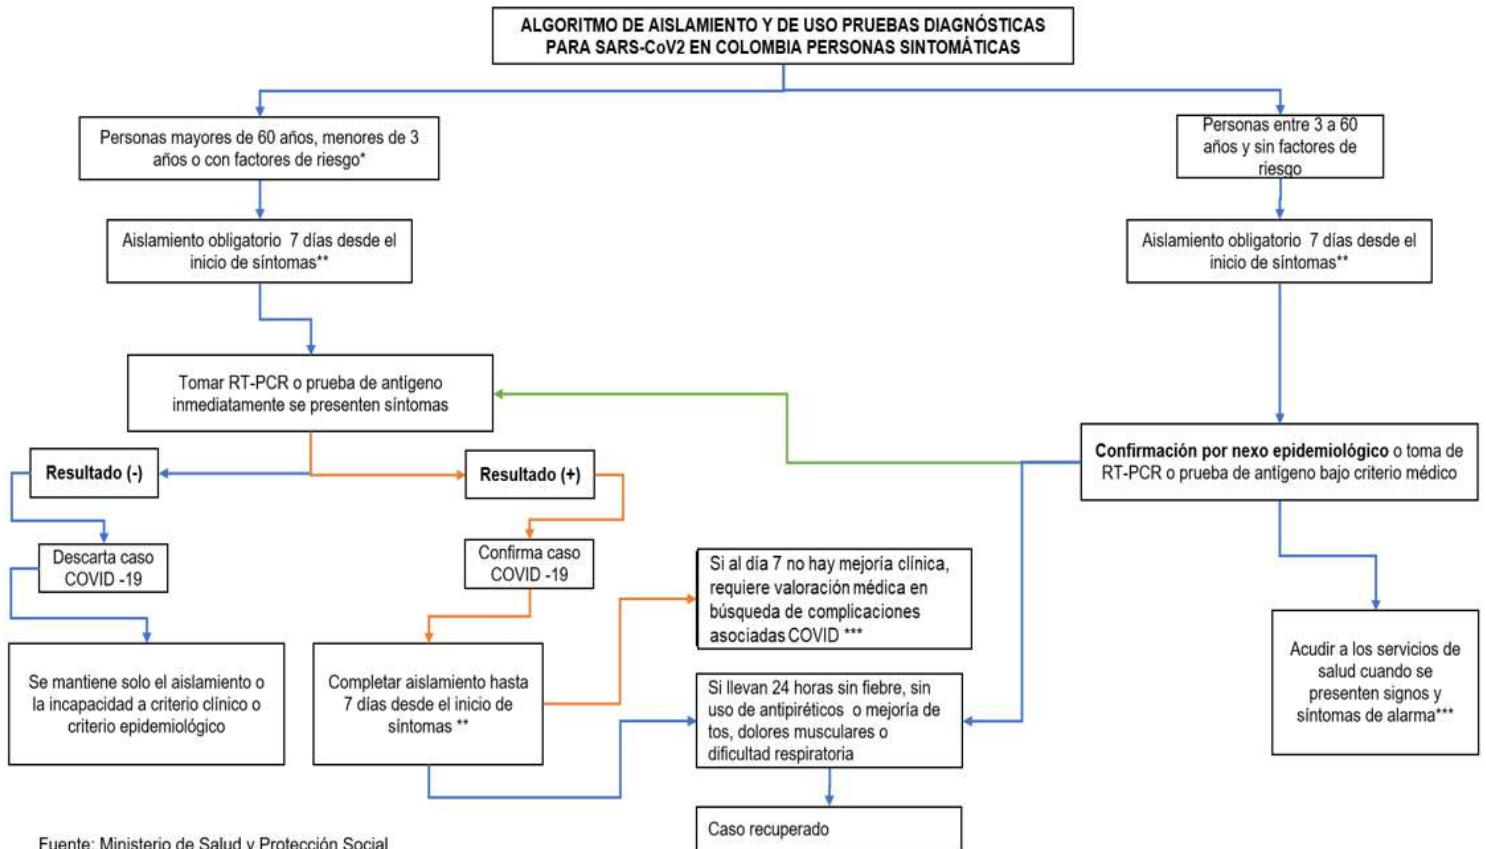 ALGORITMO DE AISLAMIENTO Y DE USO PRUEBAS DIAGNÓSTICAS
PARA SARS-CoV2 EN COLOMBIA PERSONAS SINTOMÁTICAS
Personas mayores de 60 años, menores de 3
años o con factores de riesgo*
Personas entre 3 a 60
años y sin factores de
riesgo
Aislamiento obligatorio 7 días desde el
inicio de síntomas**
Aislamiento obligatorio 7 días desde el
inicio de síntomas**
Tomar RT-PCR o prueba de antígeno
inmediatamente se presenten síntomas
Confirmación por nexo epidemiológico o toma de
RT-PCR o prueba de antígeno bajo criterio médico
Resultado (-)
Resultado (+)
Descarta caso
COVID -19
Confirma caso
COVID -19
Si al día 7 no hay mejoría clínica,
requiere valoración médica en
búsqueda de complicaciones
asociadas COVID ***
Se mantiene solo el aislamiento o
la incapacidad a criterio clínico o
criterio epidemiológico
Completar aislamiento hasta
7 días desde el inicio de
síntomas **
Si llevan 24 horas sin fiebre, sin
uso de antipiréticos o mejoría de
tos, dolores musculares o
dificultad respiratoria
Acudir a los servicios de
salud cuando se
presenten signos y
síntomas de alarma***
Caso recuperado
Fuente: Ministerio de Salud y Protección Social